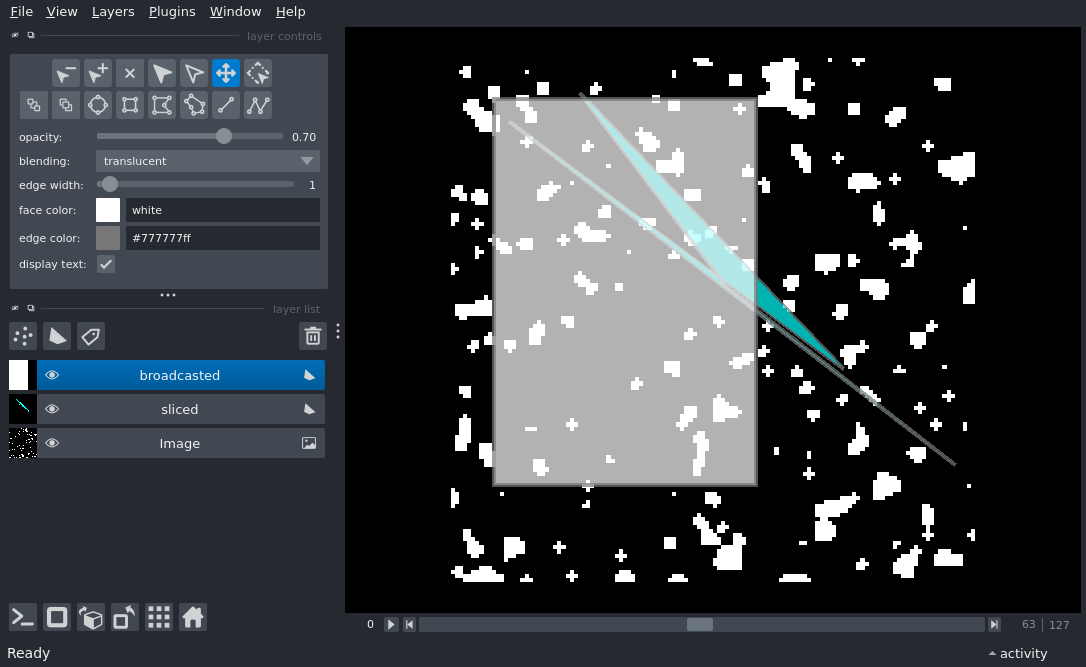 File View Layers Plugins Window Help
layer controls
opacity: 0.70
blending: translucent
edge width: 1
face color: white
edge color: #777777ff
display text:
layer list
broadcasted
sliced
Image
0 63 127
Ready activity